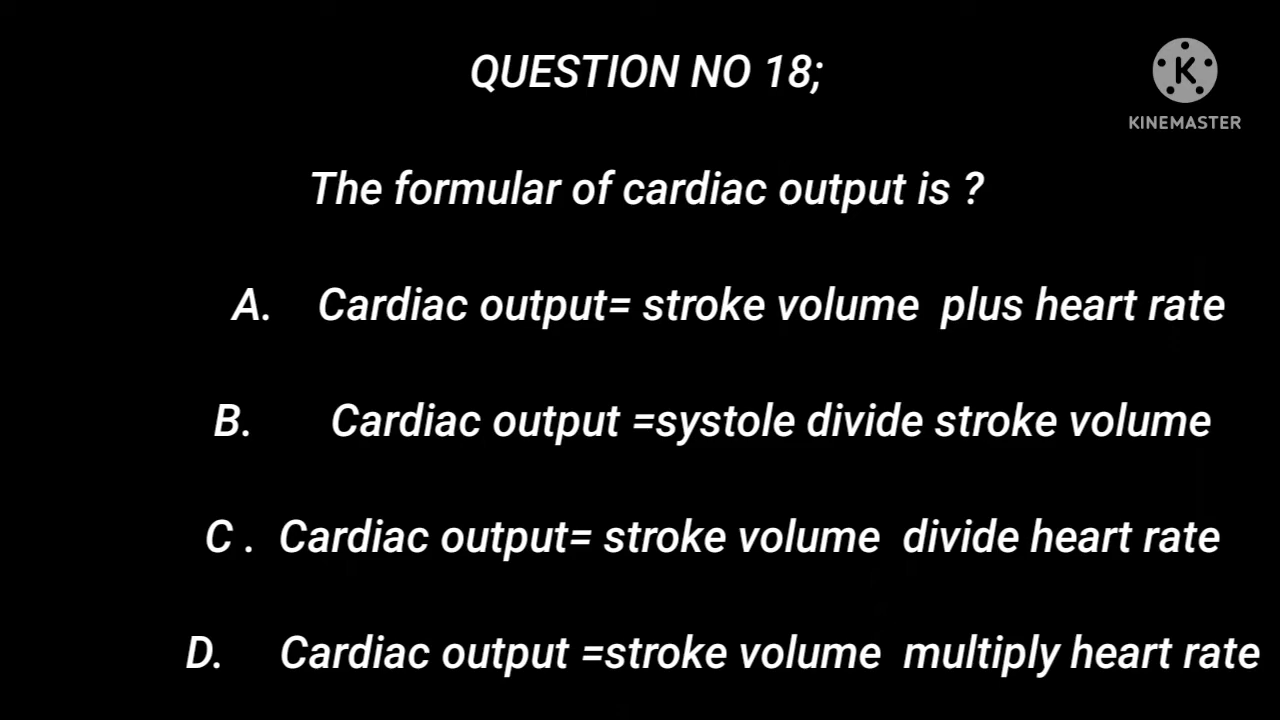 QUESTION NO 18;
K
KINEMASTER
The formular of cardiac output is ?
A. Cardiac output= stroke volume plus heart rate
B. Cardiac output =systole divide stroke volume
C . Cardiac output= stroke volume divide heart rate
D. Cardiac output =stroke volume multiply heart rate